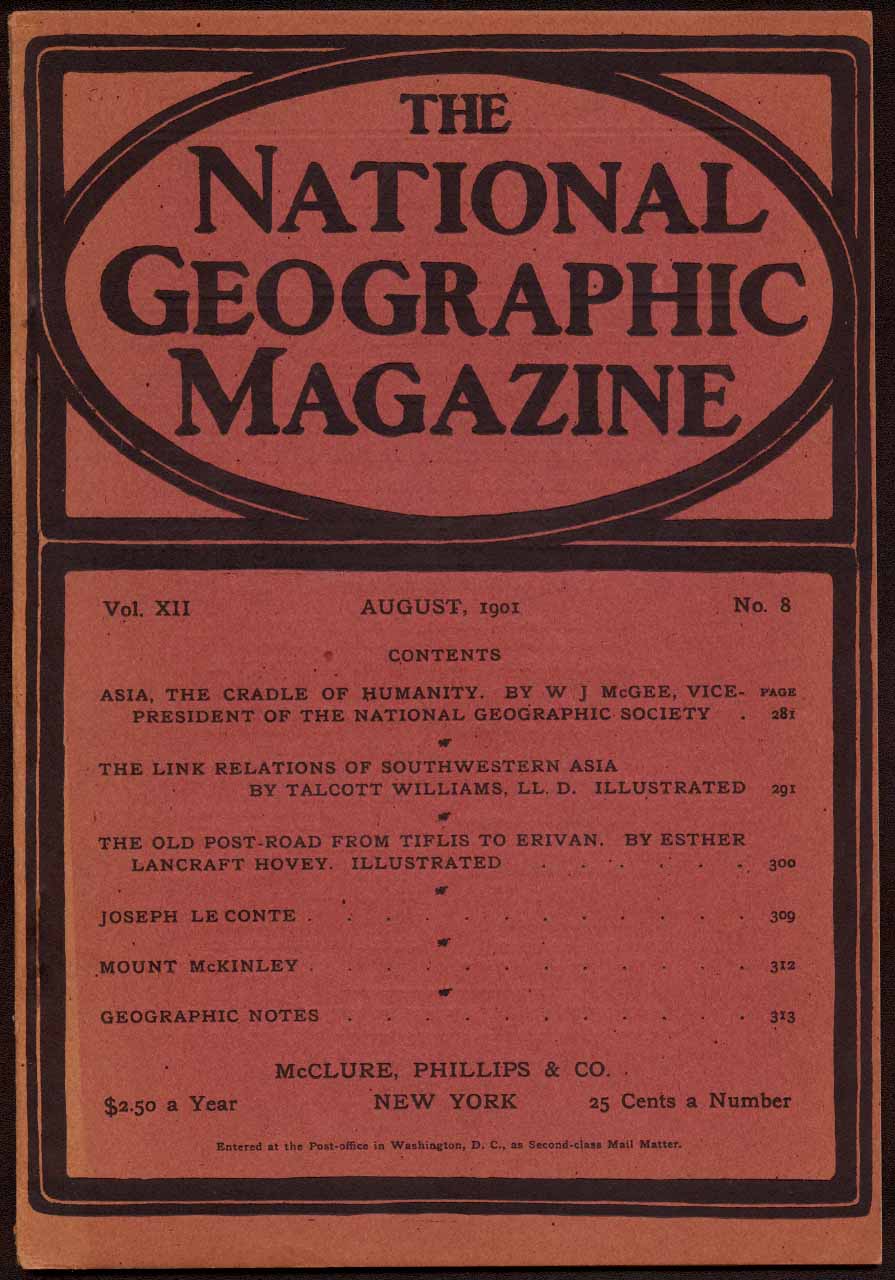 THE
NATIONAL
GEOGRAPHIC
MAGAZINE
Vol. XII AUGUST, 1901 No. 8
CONTENTS
ASIA, THE CRADLE OF HUMANITY. BY W J McGEE, VICE- PAGE
PRESIDENT OF THE NATIONAL GEOGRAPHIC SOCIETY . 281
THE LINK RELATIONS OF SOUTHWESTERN ASIA
BY TALCOTT WILLIAMS, LL. D. ILLUSTRATED 291
THE OLD POST-ROAD FROM TIFLIS TO ERIVAN. BY ESTHER
LANCRAFT HOVEY. ILLUSTRATED . . . . . . 300
JOSEPH LE CONTE . . . . . . . . . . . . 309
MOUNT McKINLEY . . . . . . . . . . . . 312
GEOGRAPHIC NOTES . . . . . . . . . . . 313
McCLURE, PHILLIPS & CO.
$2.50 a Year NEW YORK 25 Cents a Number
Entered at the Post-office in Washington, D. C., as Second-class Mail Matter.